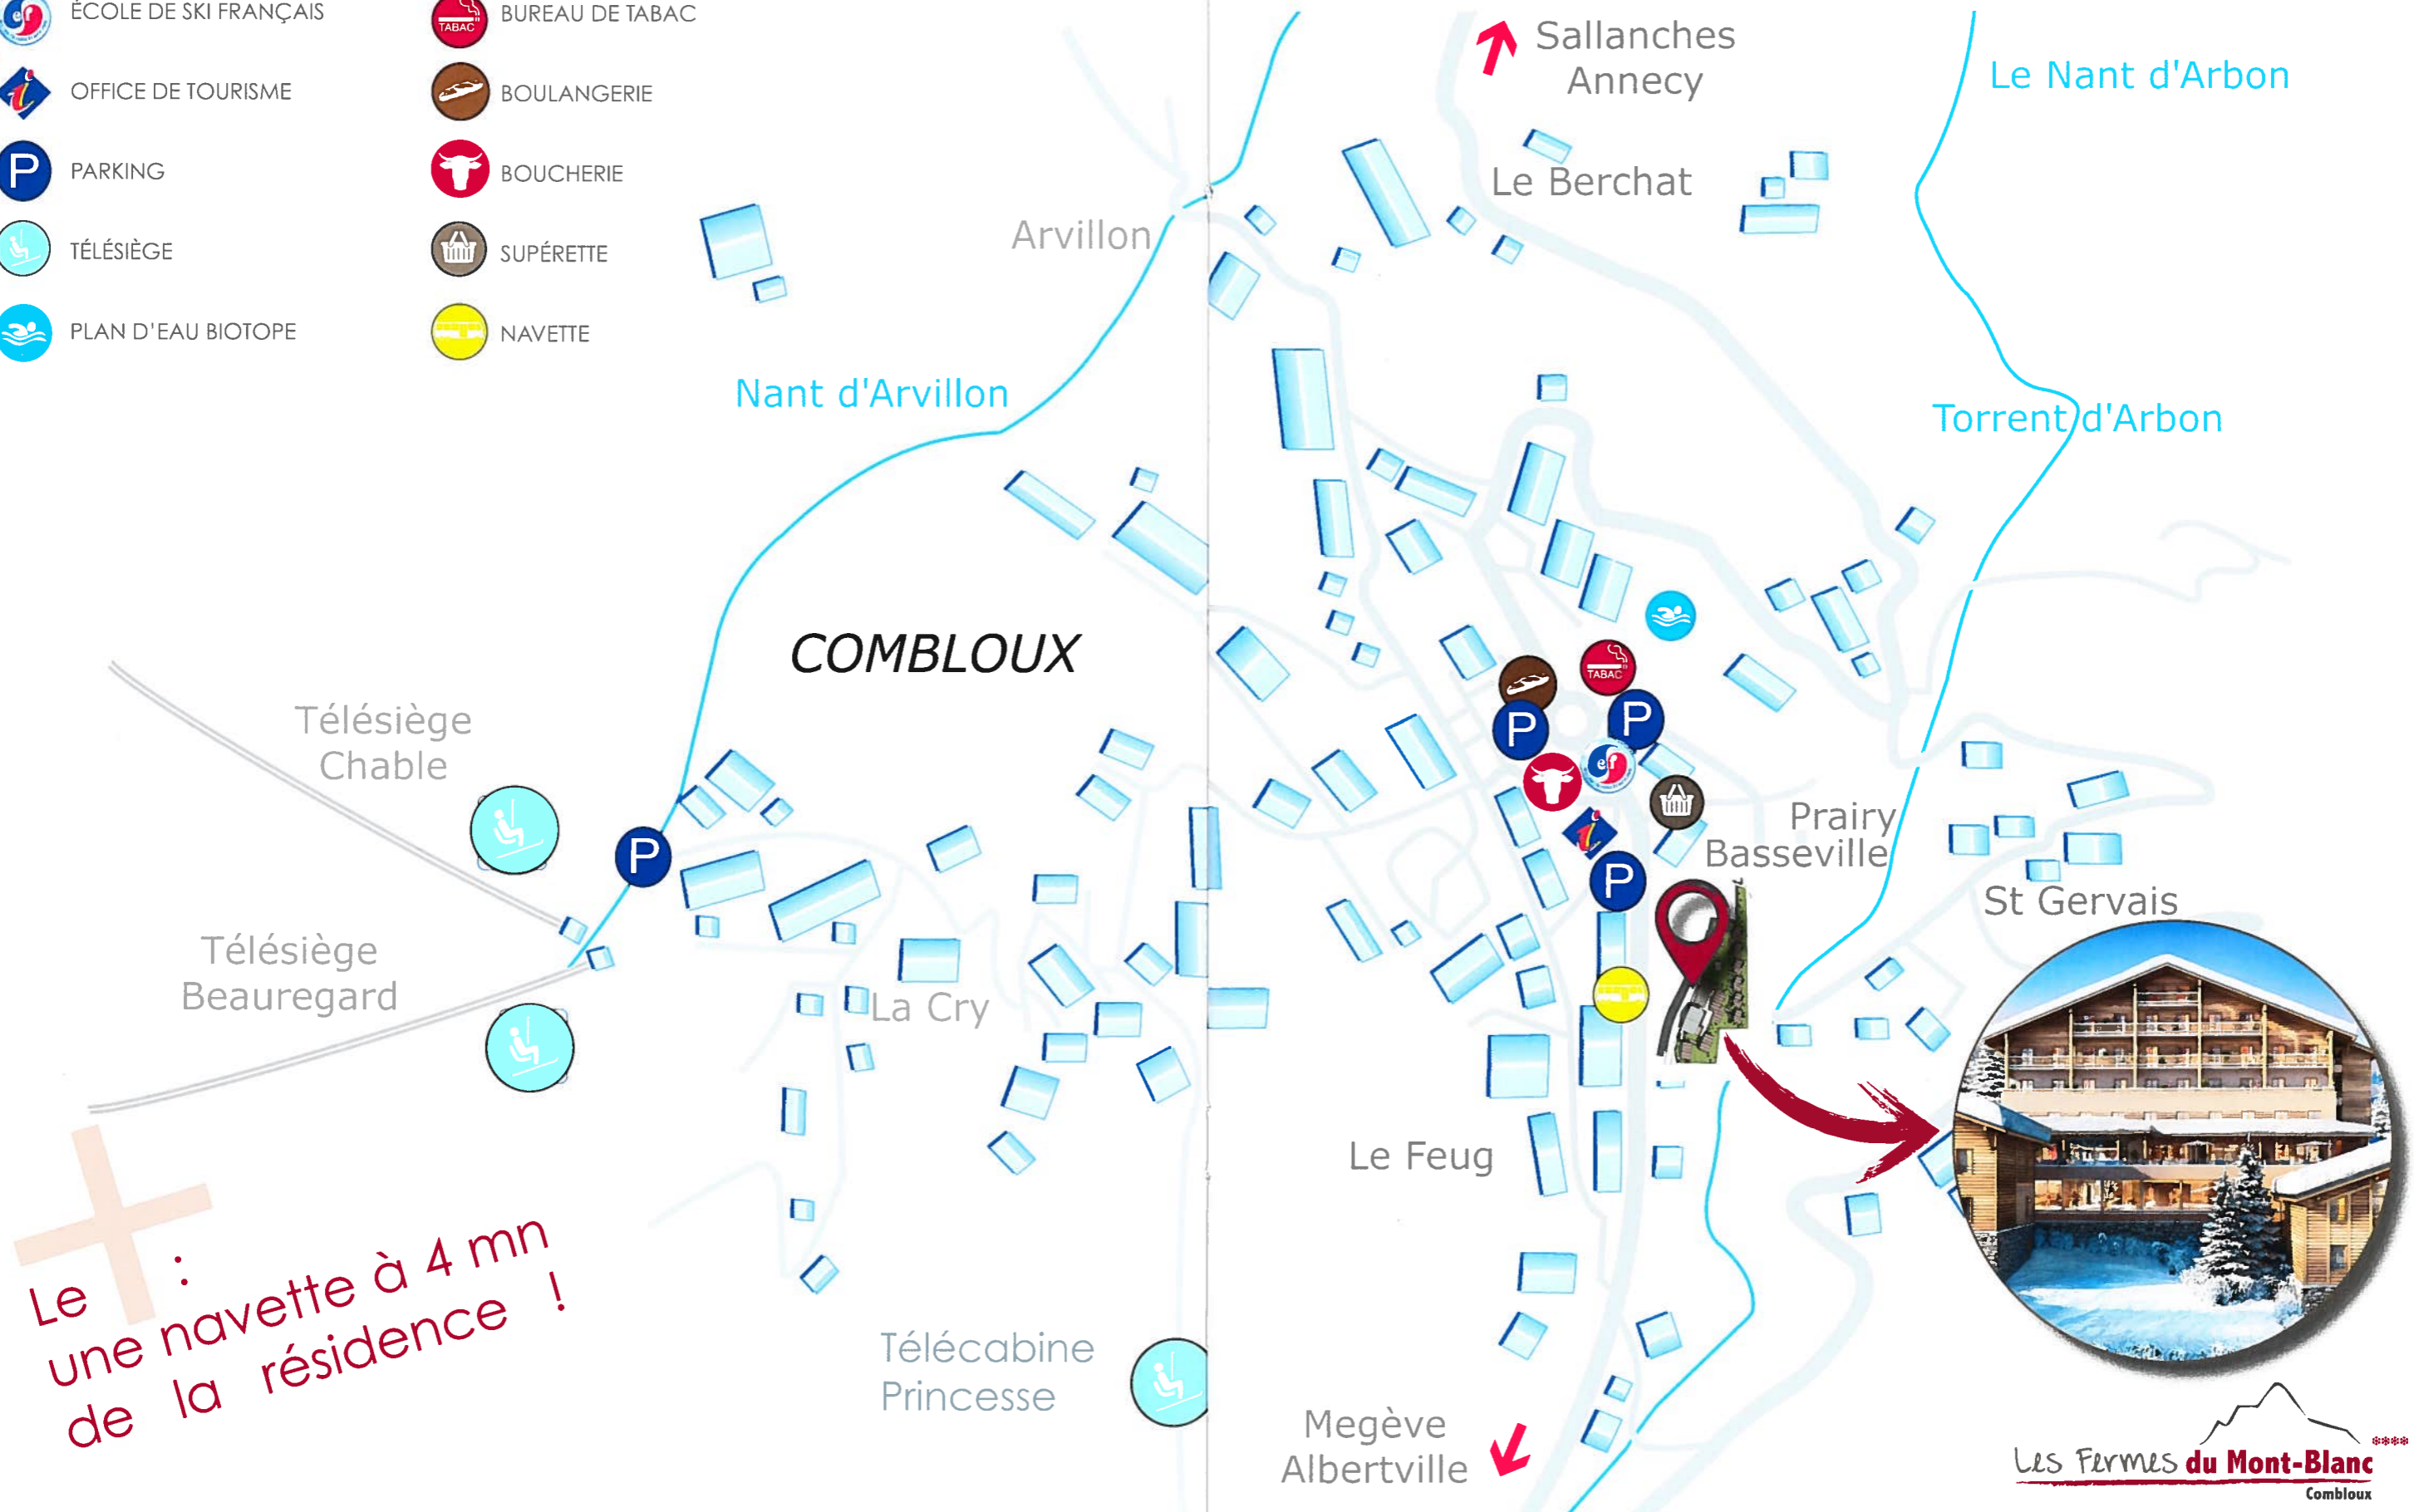 ÉCOLE DE SKI FRANÇAIS
OFFICE DE TOURISME
P PARKING
TÉLÉSIÈGE
PLAN D'EAU BIOTOPE
TABAC BUREAU DE TABAC
BOULANGERIE
BOUCHERIE
SUPÉRETTE
NAVETTE
Sallanches
Annecy
Le Nant d'Arbon
Le Berchat
Arvillon
Nant d'Arvillon
Torrent d'Arbon
COMBLOUX
TABAC
P
P
esf
i
P
Prairy
Basseville
St Gervais
Télésiège
Chable
P
Télésiège
Beauregard
La Cry
Le Feug
Le + :
une navette à 4 mn
de la résidence !
Télécabine
Princesse
Megève
Albertville
Les Fermes du Mont-Blanc
Combloux